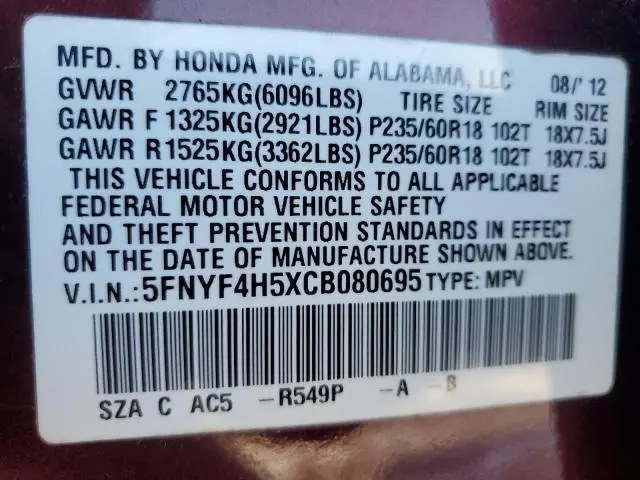 MFD. BY HONDA MFG. OF ALABAMA, LLC 08/'12
GVWR 2765KG(6096LBS) TIRE SIZE RIM SIZE
GAWR F 1325KG(2921LBS) P235/60R18 102T 18X7.5J
GAWR R 1525KG(3362LBS) P235/60R18 102T 18X7.5J
THIS VEHICLE CONFORMS TO ALL APPLICABLE
FEDERAL MOTOR VEHICLE SAFETY
AND THEFT PREVENTION STANDARDS IN EFFECT
ON THE DATE OF MANUFACTURE SHOWN ABOVE.
V.I.N.:5FNYF4H5XCB080695 TYPE: MPV
SZA C AC5 -R549P -A -B